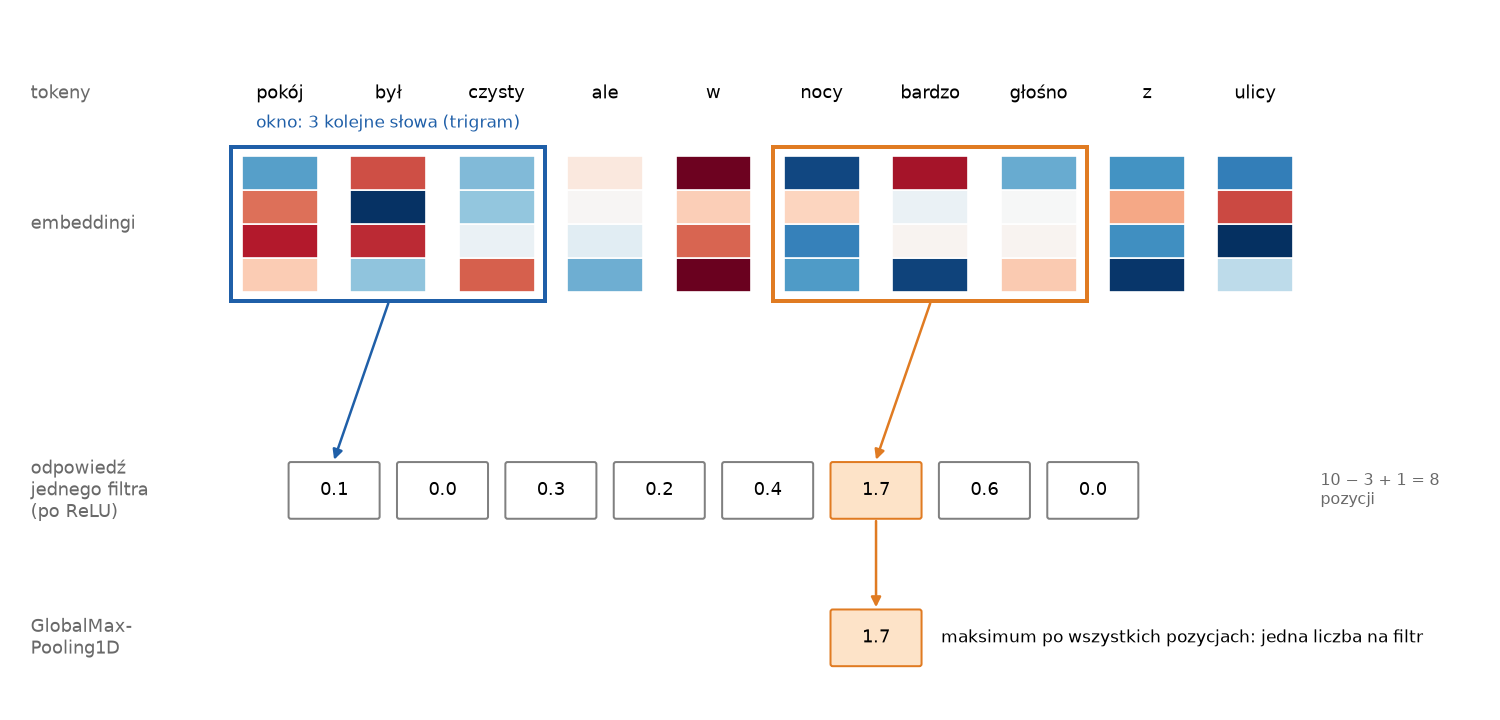 tokeny pokój był czysty ale w nocy bardzo głośno z ulicy
okno: 3 kolejne słowa (trigram)
embeddingi
odpowiedź
jednego filtra
(po ReLU)
0.1 0.0 0.3 0.2 0.4 1.7 0.6 0.0
10 − 3 + 1 = 8
pozycji
GlobalMax-
Pooling1D
1.7 maksimum po wszystkich pozycjach: jedna liczba na filtr